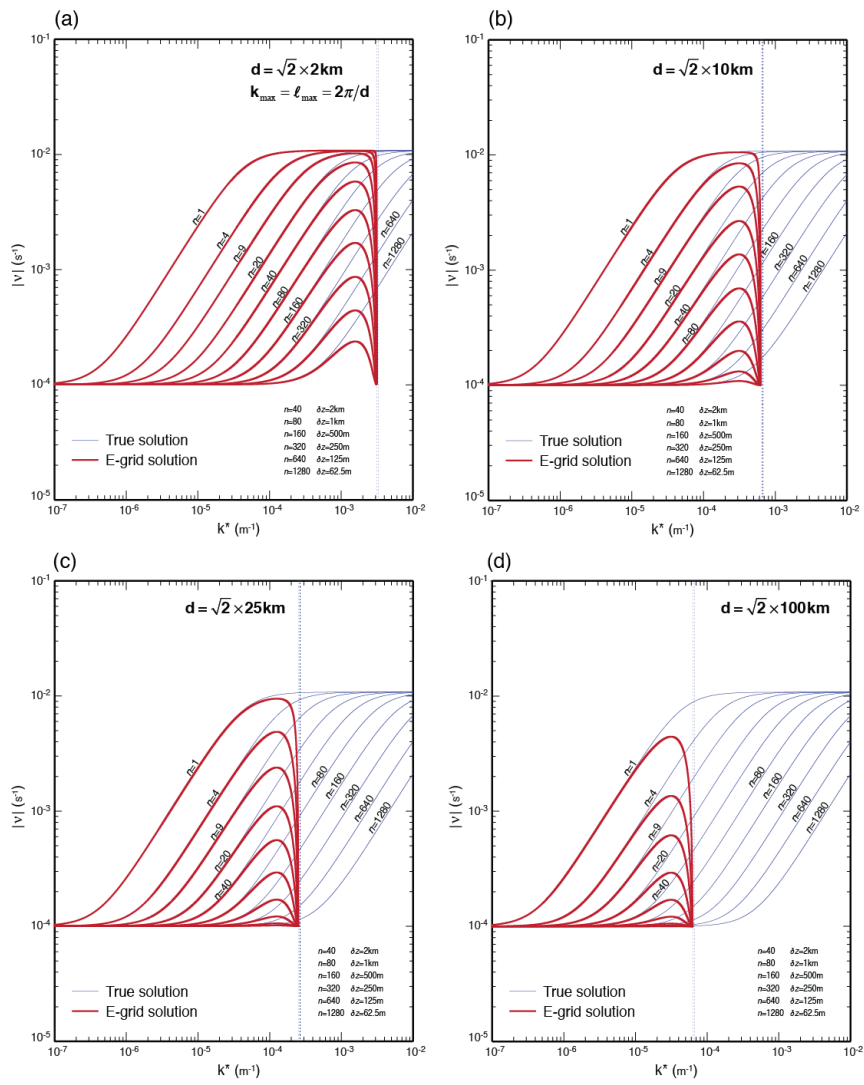 (a)
d = √2 × 2km
k_max = ℓ_max = 2π/d
10⁻¹
10⁻²
10⁻³
10⁻⁴
10⁻⁵
|ν| (s⁻¹)
n=1
n=4
n=9
n=20
n=40
n=80
n=160
n=320
n=640
n=1280
n=40 δz=2km
n=80 δz=1km
n=160 δz=500m
n=320 δz=250m
n=640 δz=125m
n=1280 δz=62.5m
True solution
E-grid solution
10⁻⁷ 10⁻⁶ 10⁻⁵ 10⁻⁴ 10⁻³ 10⁻²
k* (m⁻¹)
(b)
d = √2 × 10km
10⁻¹
10⁻²
10⁻³
10⁻⁴
10⁻⁵
|ν| (s⁻¹)
n=1
n=4
n=9
n=20
n=40
n=80
n=160
n=320
n=640
n=1280
n=40 δz=2km
n=80 δz=1km
n=160 δz=500m
n=320 δz=250m
n=640 δz=125m
n=1280 δz=62.5m
True solution
E-grid solution
10⁻⁷ 10⁻⁶ 10⁻⁵ 10⁻⁴ 10⁻³ 10⁻²
k* (m⁻¹)
(c)
d = √2 × 25km
10⁻¹
10⁻²
10⁻³
10⁻⁴
10⁻⁵
|ν| (s⁻¹)
n=1
n=4
n=9
n=20
n=40
n=80
n=160
n=320
n=640
n=1280
n=40 δz=2km
n=80 δz=1km
n=160 δz=500m
n=320 δz=250m
n=640 δz=125m
n=1280 δz=62.5m
True solution
E-grid solution
10⁻⁷ 10⁻⁶ 10⁻⁵ 10⁻⁴ 10⁻³ 10⁻²
k* (m⁻¹)
(d)
d = √2 × 100km
10⁻¹
10⁻²
10⁻³
10⁻⁴
10⁻⁵
|ν| (s⁻¹)
n=1
n=4
n=9
n=20
n=40
n=80
n=160
n=320
n=640
n=1280
n=40 δz=2km
n=80 δz=1km
n=160 δz=500m
n=320 δz=250m
n=640 δz=125m
n=1280 δz=62.5m
True solution
E-grid solution
10⁻⁷ 10⁻⁶ 10⁻⁵ 10⁻⁴ 10⁻³ 10⁻²
k* (m⁻¹)